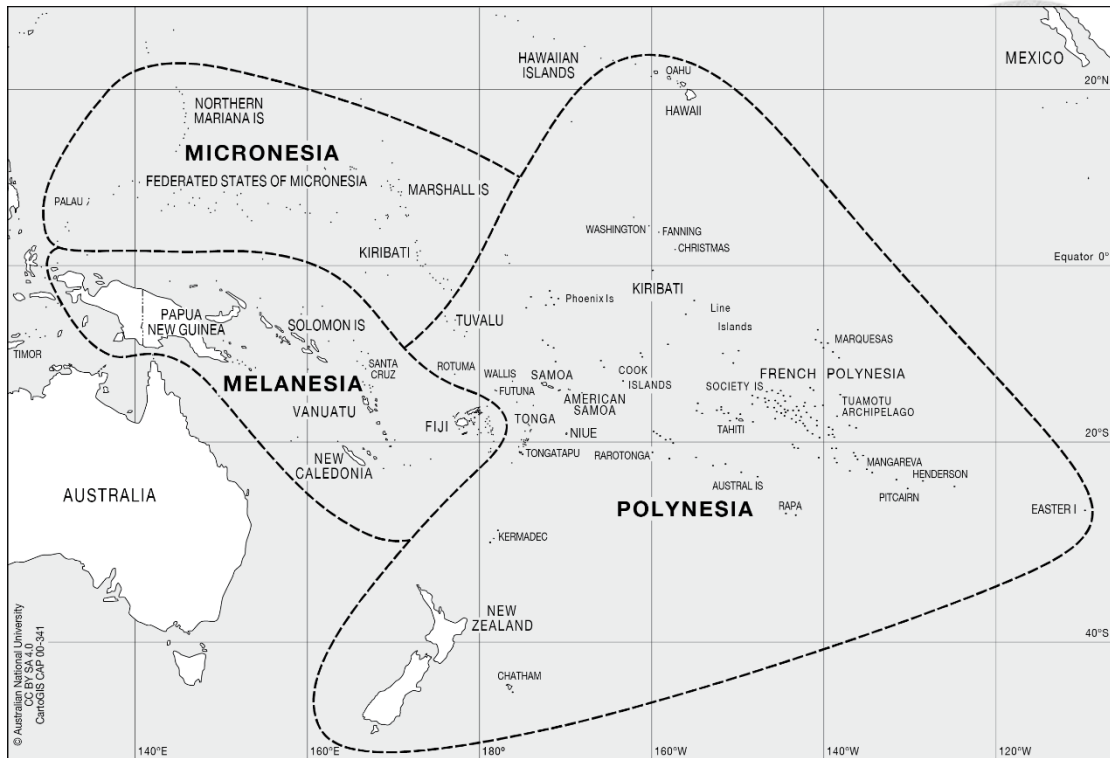 HAWAIIAN
ISLANDS
OAHU
HAWAII
MEXICO
20°N
NORTHERN
MARIANA IS
MICRONESIA
FEDERATED STATES OF MICRONESIA
MARSHALL IS
PALAU
KIRIBATI
WASHINGTON
FANNING
CHRISTMAS
Equator 0°
KIRIBATI
Phoenix Is
Line
Islands
PAPUA
NEW GUINEA
SOLOMON IS
TUVALU
MARQUESAS
TIMOR
SANTA
CRUZ
ROTUMA
WALLIS
SAMOA
COOK
ISLANDS
FRENCH POLYNESIA
MELANESIA
FUTUNA
AMERICAN
SAMOA
SOCIETY IS
TUAMOTU
ARCHIPELAGO
VANUATU
FIJI
TONGA
NIUE
TAHITI
20°S
NEW
CALEDONIA
TONGATAPU
RAROTONGA
MANGAREVA
HENDERSON
AUSTRALIA
AUSTRAL IS
PITCAIRN
POLYNESIA
RAPA
EASTER I
KERMADEC
NEW
ZEALAND
40°S
CHATHAM
© Australian National University
CC BY SA 4.0
CartoGIS CAP 00-341
140°E
160°E
180°
160°W
140°W
120°W